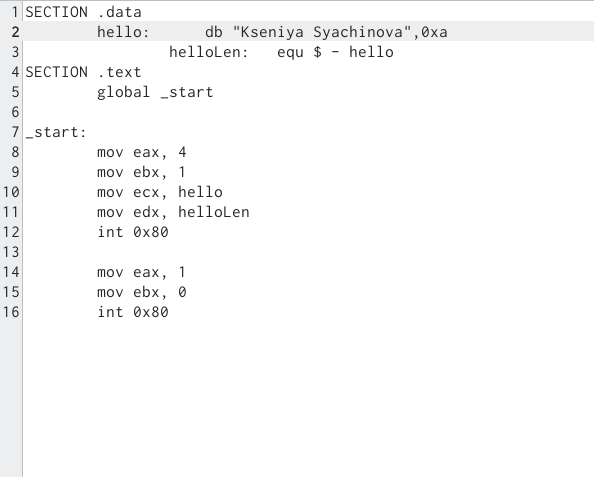 1 SECTION .data
2         hello:      db "Kseniya Syachinova",0xa
3                 helloLen:   equ $ - hello
4 SECTION .text
5         global _start
6
7 _start:
8         mov eax, 4
9         mov ebx, 1
10         mov ecx, hello
11         mov edx, helloLen
12         int 0x80
13
14         mov eax, 1
15         mov ebx, 0
16         int 0x80